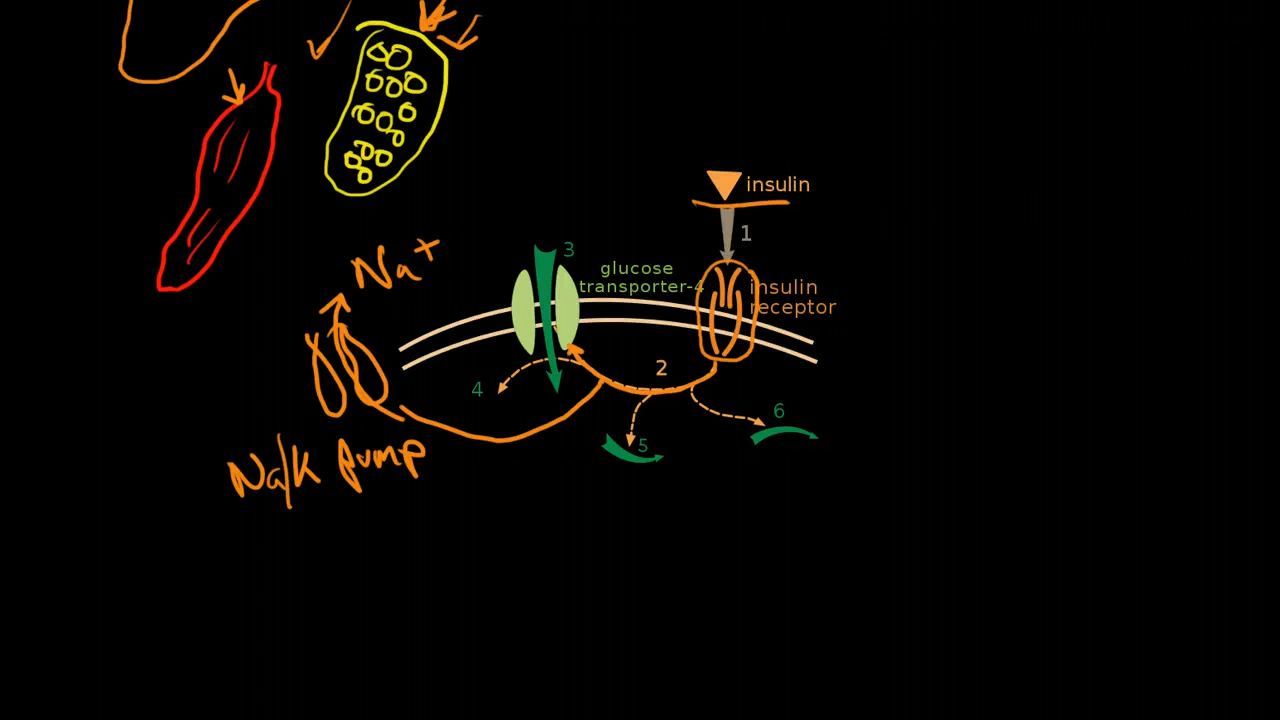 insulin
1
Na+
3
glucose
transporter-4
insulin
receptor
2
4
6
5
Na/K pump